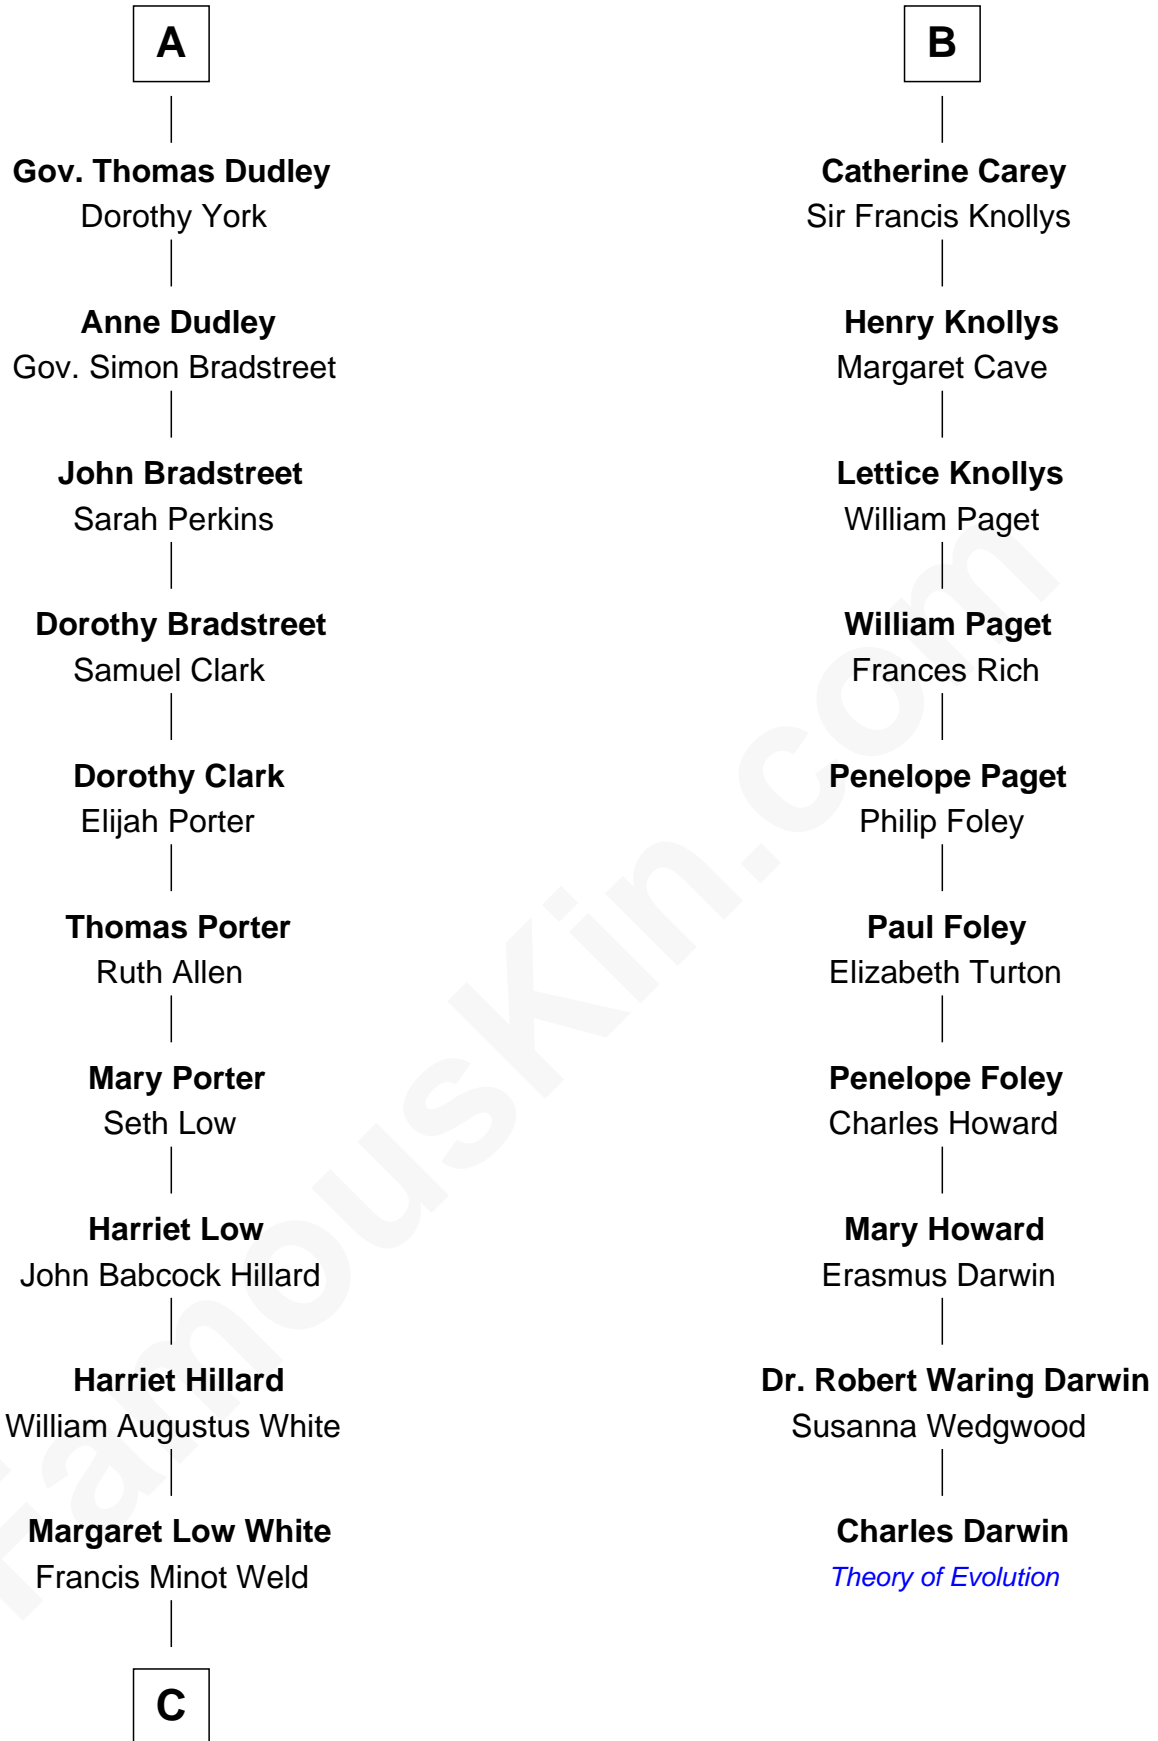 A
Gov. Thomas Dudley
Dorothy York
Anne Dudley
Gov. Simon Bradstreet
John Bradstreet
Sarah Perkins
Dorothy Bradstreet
Samuel Clark
Dorothy Clark
Elijah Porter
Thomas Porter
Ruth Allen
Mary Porter
Seth Low
Harriet Low
John Babcock Hillard
Harriet Hillard
William Augustus White
Margaret Low White
Francis Minot Weld
C
B
Catherine Carey
Sir Francis Knollys
Henry Knollys
Margaret Cave
Lettice Knollys
William Paget
William Paget
Frances Rich
Penelope Paget
Philip Foley
Paul Foley
Elizabeth Turton
Penelope Foley
Charles Howard
Mary Howard
Erasmus Darwin
Dr. Robert Waring Darwin
Susanna Wedgwood
Charles Darwin
Theory of Evolution
FamousKin.com